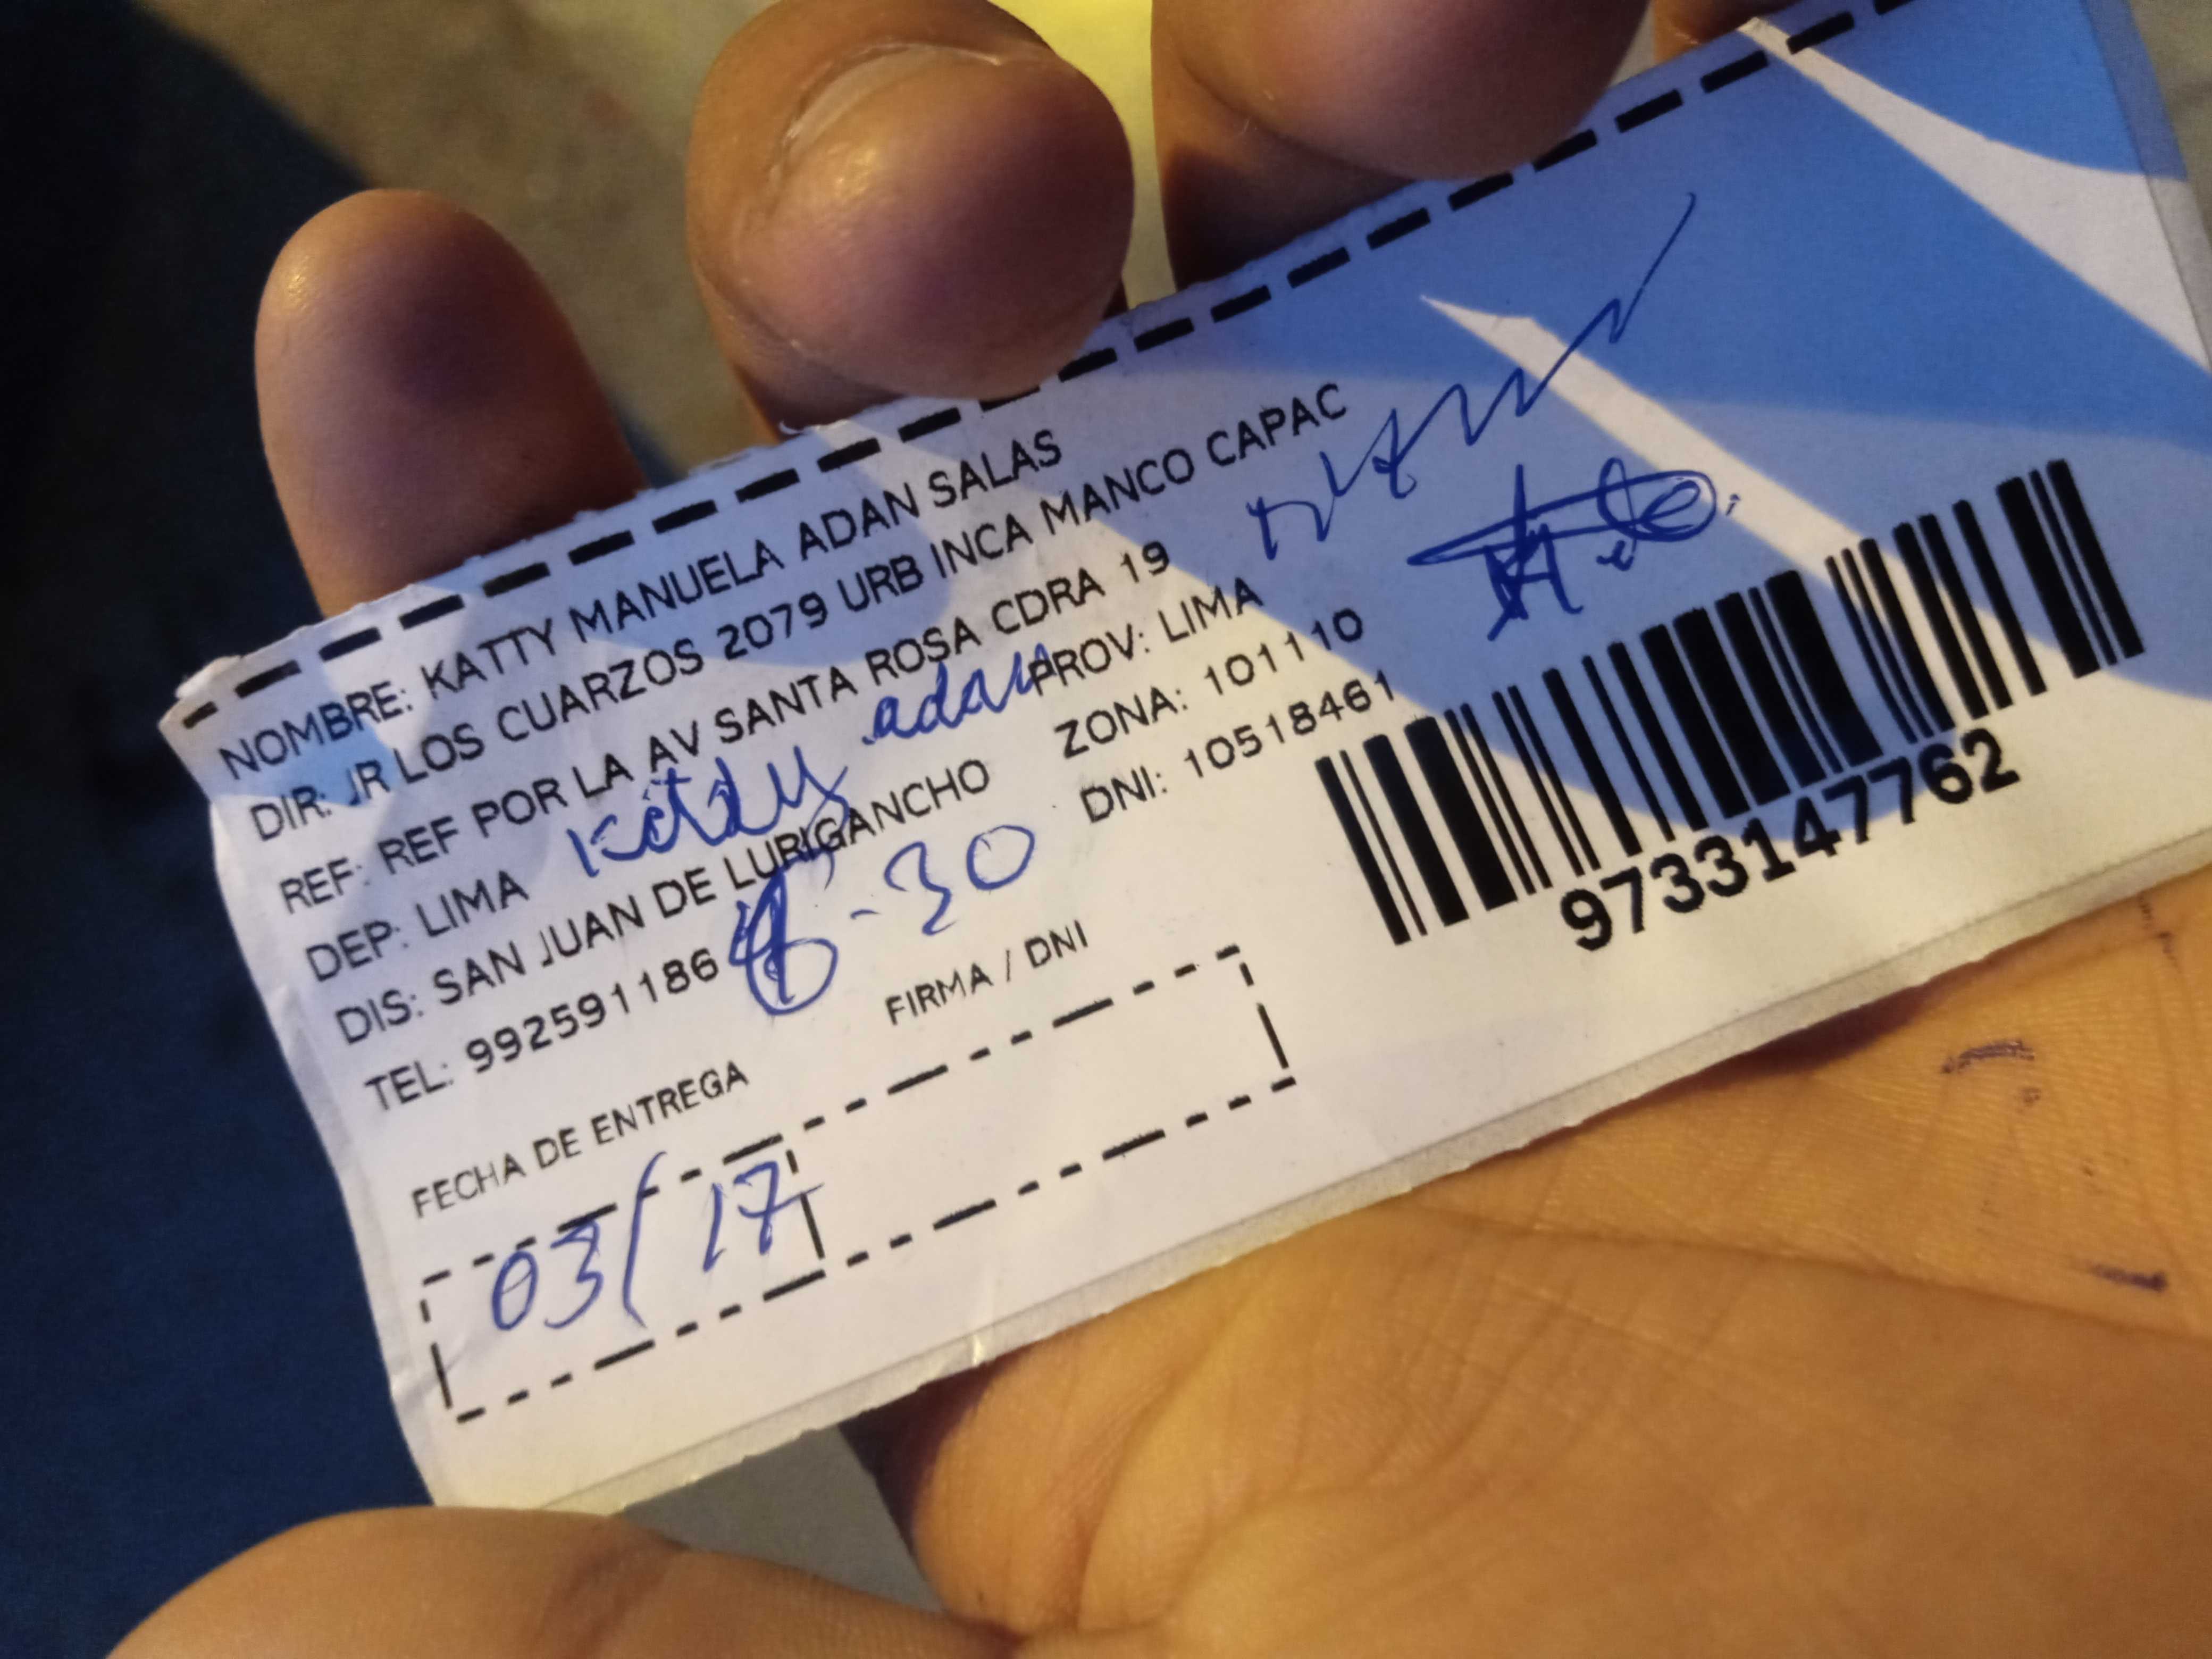 NOMBRE: KATTY MANUELA ADAN SALAS
DIR: JR LOS CUARZOS 2079 URB INCA MANCO CAPAC
REF: REF POR LA AV SANTA ROSA CDRA 19
DEP: LIMA PROV: LIMA
adan
DIS: SAN JUAN DE LURIGANCHO ZONA: 101110
TEL: 992591186 DNI: 10518461
-30
FECHA DE ENTREGA FIRMA / DNI
03/17
9733147762